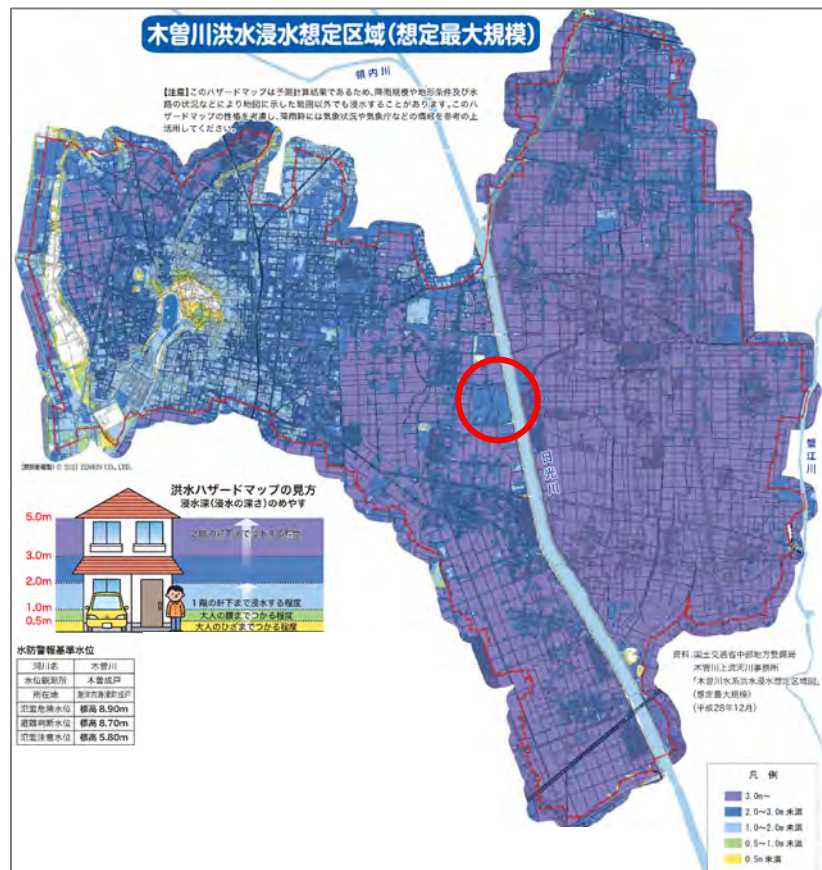 木曽川洪水浸水想定区域(想定最大規模)
領内川
【注意】このハザードマップは予測計算結果であるため、降雨規模や地形条件及び水
路の状況などにより地図に示した範囲以外でも浸水することがあります。このハ
ザードマップの性格を考慮し、降雨時には気象状況や気象庁などの情報を参考の上
活用してください。
日光川
蟹江川
© 2021 ZENRIN CO., LTD.
洪水ハザードマップの見方
浸水深(浸水の深さ)のめやす
5.0m
2階の軒下まで浸水する程度
3.0m
2.0m
1階の軒下まで浸水する程度
1.0m
大人の腰までつかる程度
0.5m
大人のひざまでつかる程度
水防警報基準水位
河川名 木曽川
水位観測所 木曽成戸
所在地 海津市海津町成戸
氾濫危険水位 標高 8.90m
避難判断水位 標高 8.70m
氾濫注意水位 標高 5.80m
資料:国土交通省中部地方整備局
木曽川上流河川事務所
「木曽川水系洪水浸水想定区域図」
(想定最大規模)
(平成28年12月)
凡 例
3.0m~
2.0~3.0m 未満
1.0~2.0m 未満
0.5~1.0m 未満
0.5m 未満